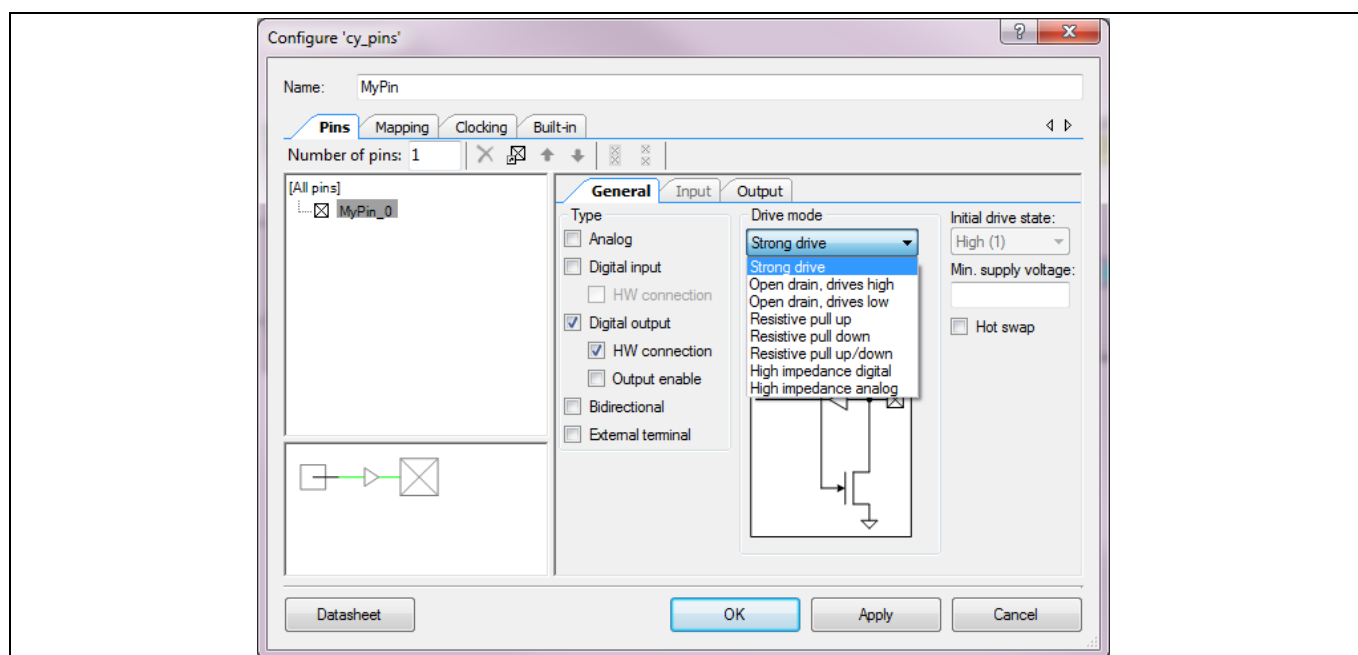 Configure 'cy_pins'
Name: MyPin
Pins Mapping Clocking Built-in
Number of pins: 1
[All pins]
MyPin_0
General Input Output
Type
Analog
Digital input
HW connection
Digital output
HW connection
Output enable
Bidirectional
External terminal
Drive mode
Strong drive
Strong drive
Open drain, drives high
Open drain, drives low
Resistive pull up
Resistive pull down
Resistive pull up/down
High impedance digital
High impedance analog
Initial drive state:
High (1)
Min. supply voltage:
Hot swap
Datasheet OK Apply Cancel